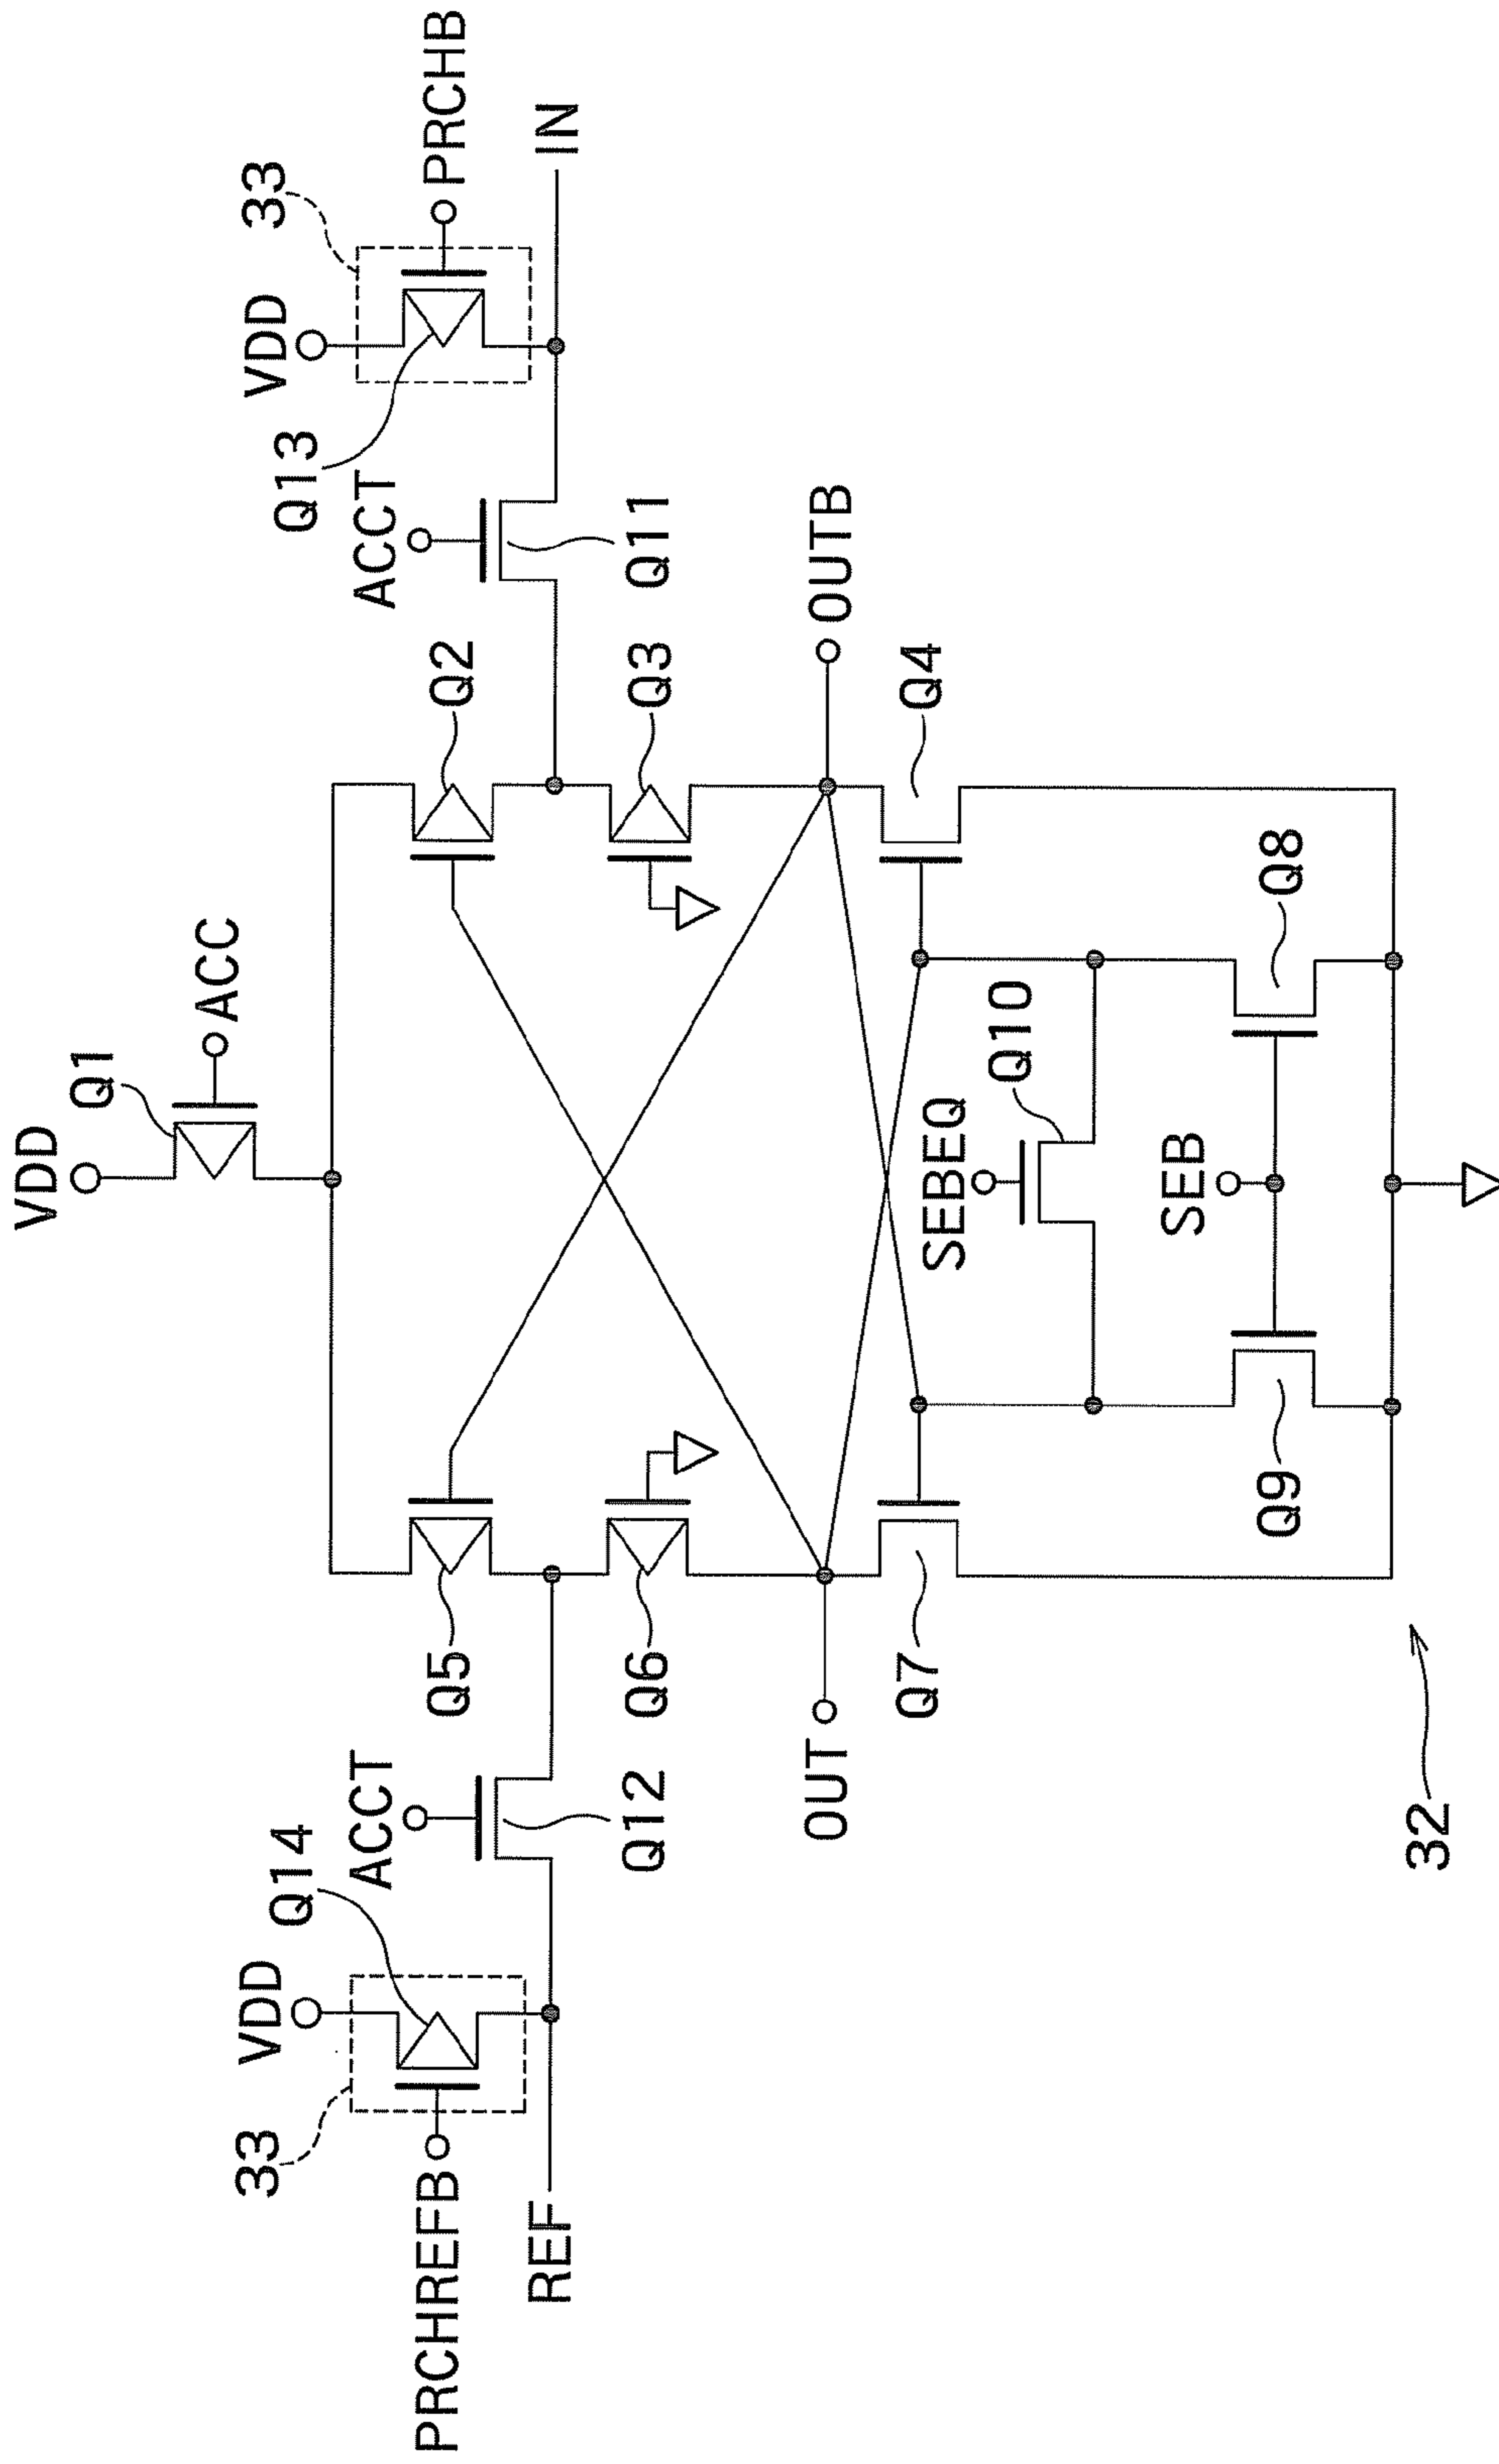 VDD
Q1
ACC
VDD
33
PRCHREFB
Q14
ACCT
REF
Q12
Q5
Q6
Q2
Q3
ACCT
Q11
Q13
VDD
33
PRCHB
IN
OUT
OUTB
Q7
Q4
SEBEQ
Q10
SEB
Q9
Q8
32